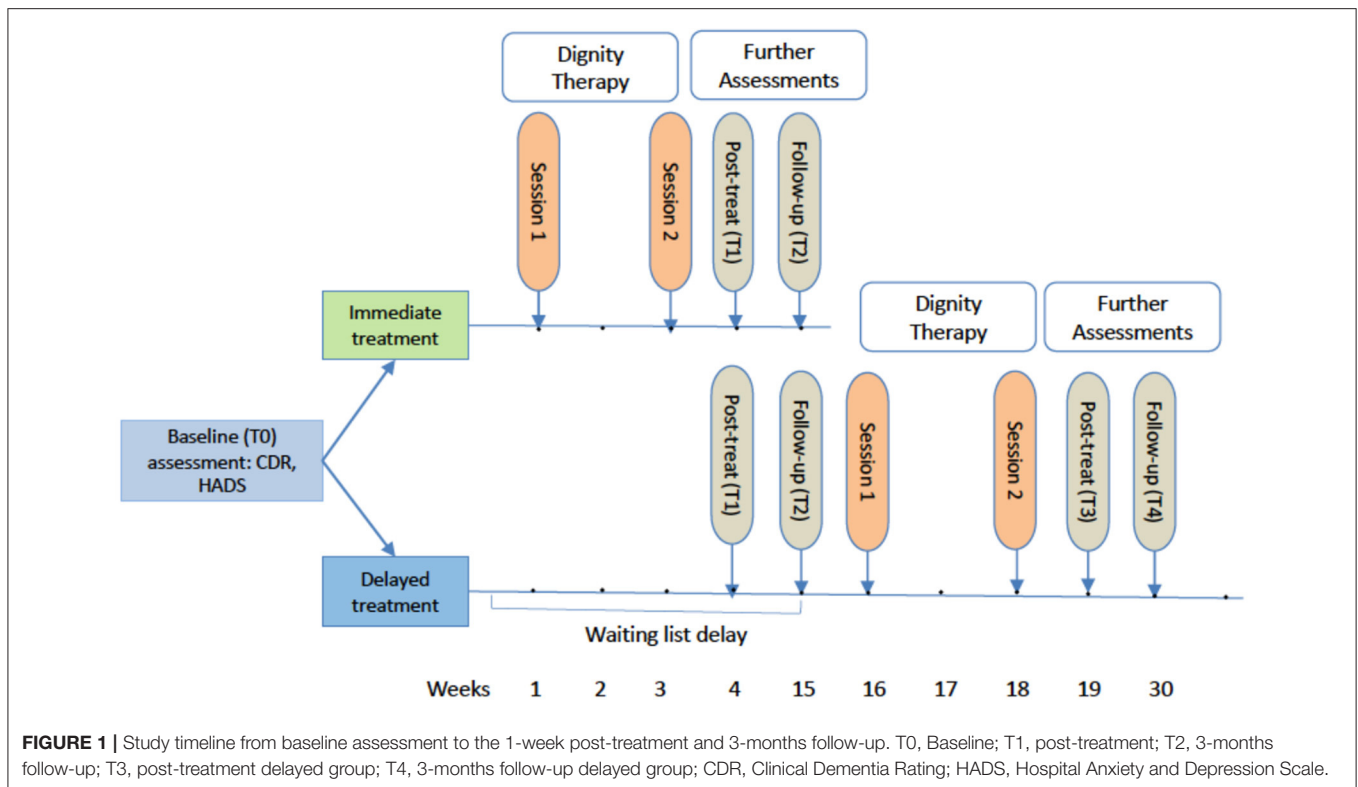 Dignity
Therapy
Further
Assessments
Session 1
Session 2
Post-treat (T1)
Follow-up (T2)
Immediate
treatment
Dignity
Therapy
Further
Assessments
Baseline (T0)
assessment: CDR,
HADS
Post-treat (T1)
Follow-up (T2)
Session 1
Session 2
Post-treat (T3)
Follow-up (T4)
Delayed
treatment
Waiting list delay
Weeks 1 2 3 4 15 16 17 18 19 30
FIGURE 1 | Study timeline from baseline assessment to the 1-week post-treatment and 3-months follow-up. T0, Baseline; T1, post-treatment; T2, 3-months
follow-up; T3, post-treatment delayed group; T4, 3-months follow-up delayed group; CDR, Clinical Dementia Rating; HADS, Hospital Anxiety and Depression Scale.